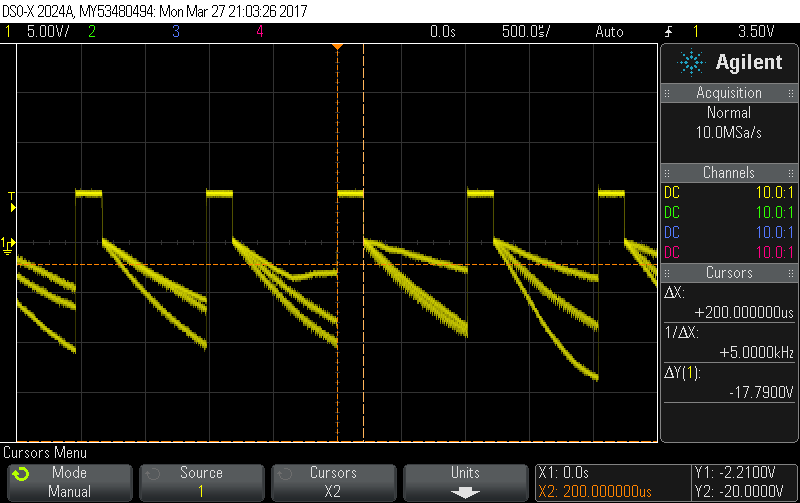 DSO-X 2024A, MY53480494: Mon Mar 27 21:03:26 2017
1 5.00V/ 2 3 4 0.0s 500.0us/ Auto 1 3.50V
Agilent
Acquisition
Normal
10.0MSa/s
Channels
DC 10.0:1
DC 10.0:1
DC 10.0:1
DC 10.0:1
Cursors
ΔX:
+200.000000us
1/ΔX:
+5.0000kHz
ΔY(1):
-17.7900V
T
1
Cursors Menu
Mode
Manual
Source
1
Cursors
X2
Units
X1: 0.0s
X2: 200.000000us
Y1: -2.2100V
Y2: -20.0000V